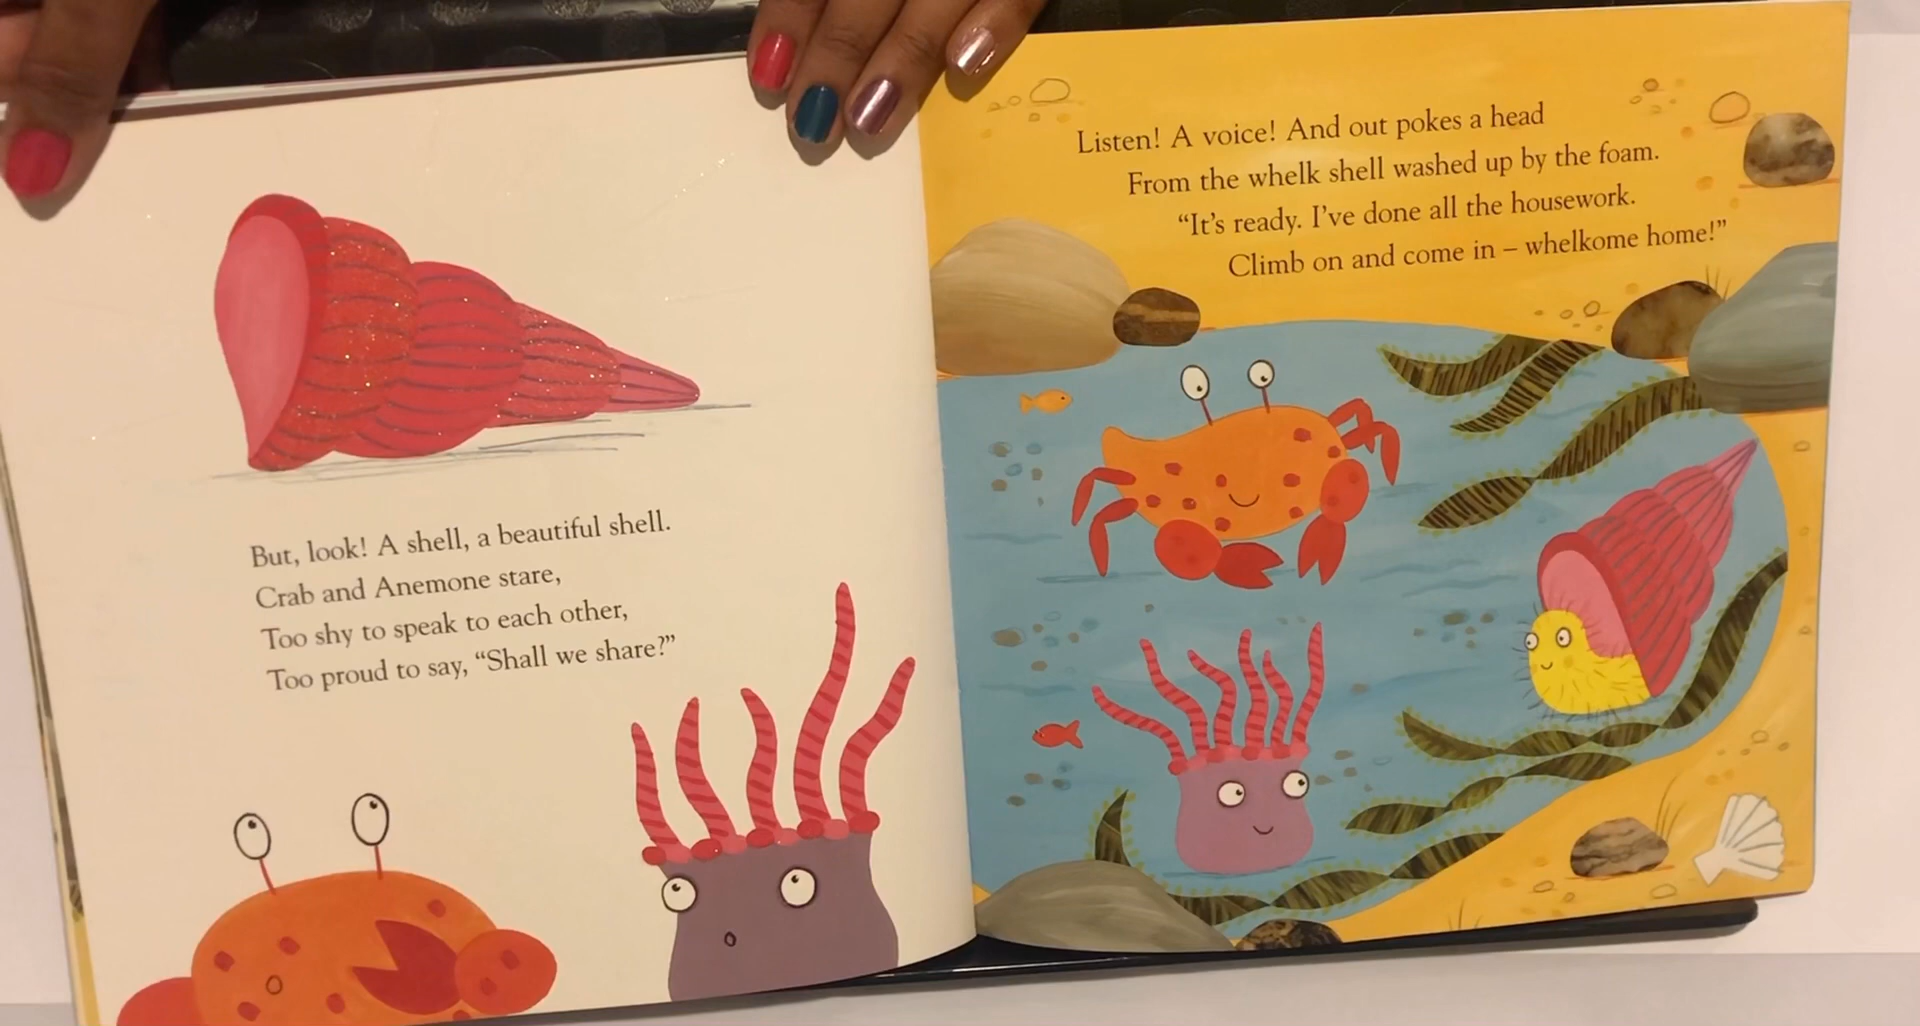 But, look! A shell, a beautiful shell.
Crab and Anemone stare,
Too shy to speak to each other,
Too proud to say, “Shall we share?”
Listen! A voice! And out pokes a head
From the whelk shell washed up by the foam.
“It’s ready. I’ve done all the housework.
Climb on and come in – whelkome home!”